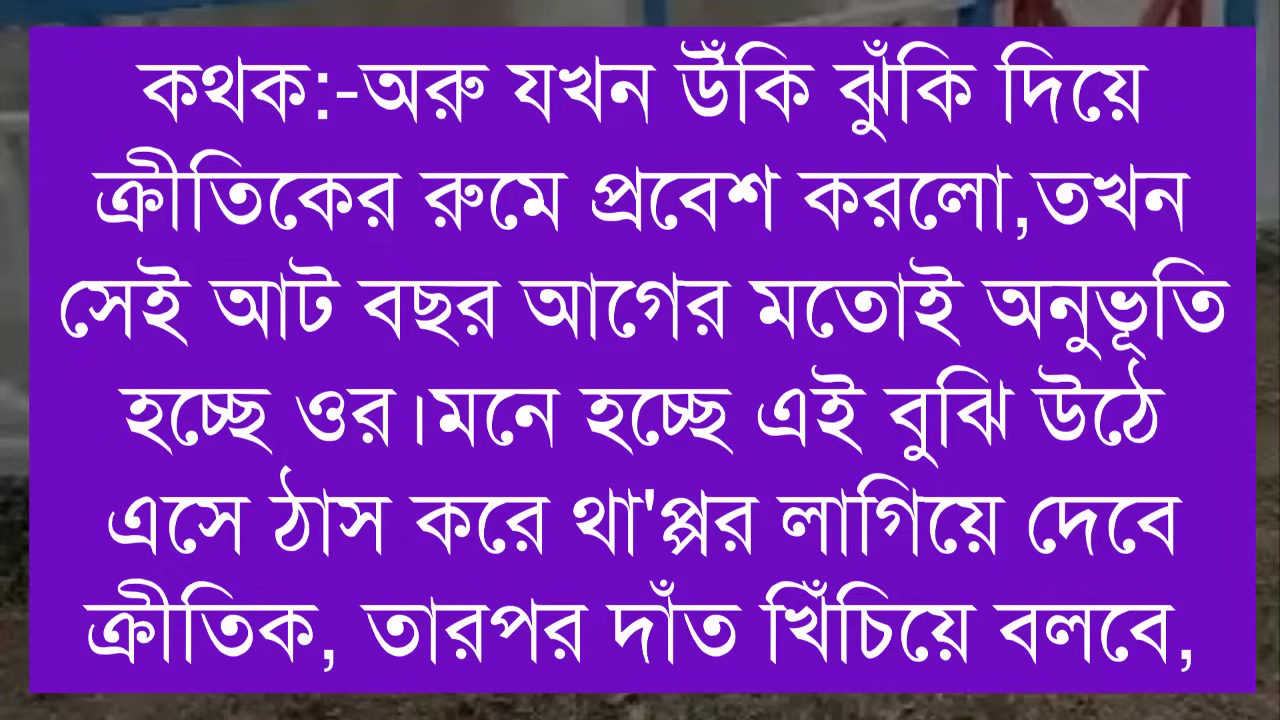 কথক:-অরু যখন উঁকি ঝুঁকি দিয়ে
ক্রীতিকের রুমে প্রবেশ করলো,তখন
সেই আট বছর আগের মতোই অনুভূতি
হচ্ছে ওর।মনে হচ্ছে এই বুঝি উঠে
এসে ঠাস করে থা'প্পর লাগিয়ে দেবে
ক্রীতিক, তারপর দাঁত খিঁচিয়ে বলবে,